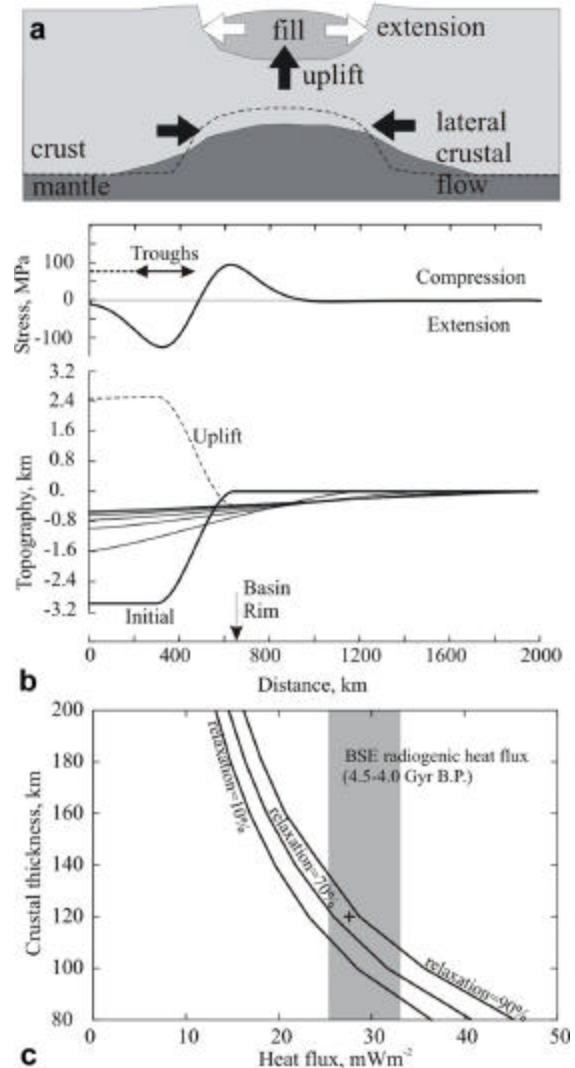 a
fill
extension
uplift
lateral
crustal
flow
crust
mantle
Stress, MPa
100
0
-100
Troughs
Compression
Extension
Topography, km
2.4
1.6
0.8
0.
-0.8
-1.6
-2.4
-3.2
Uplift
Initial
Basin
Rim
0 400 800 1200 1600 2000
b
Distance, km
Crustal thickness, km
200
180
160
140
120
100
80
BSE radiogenic heat flux
(4.5-4.0 Gyr B.P.)
relaxation=10%
relaxation=70%
relaxation=90%
0 10 20 30 40 50
c
Heat flux, mWm-2